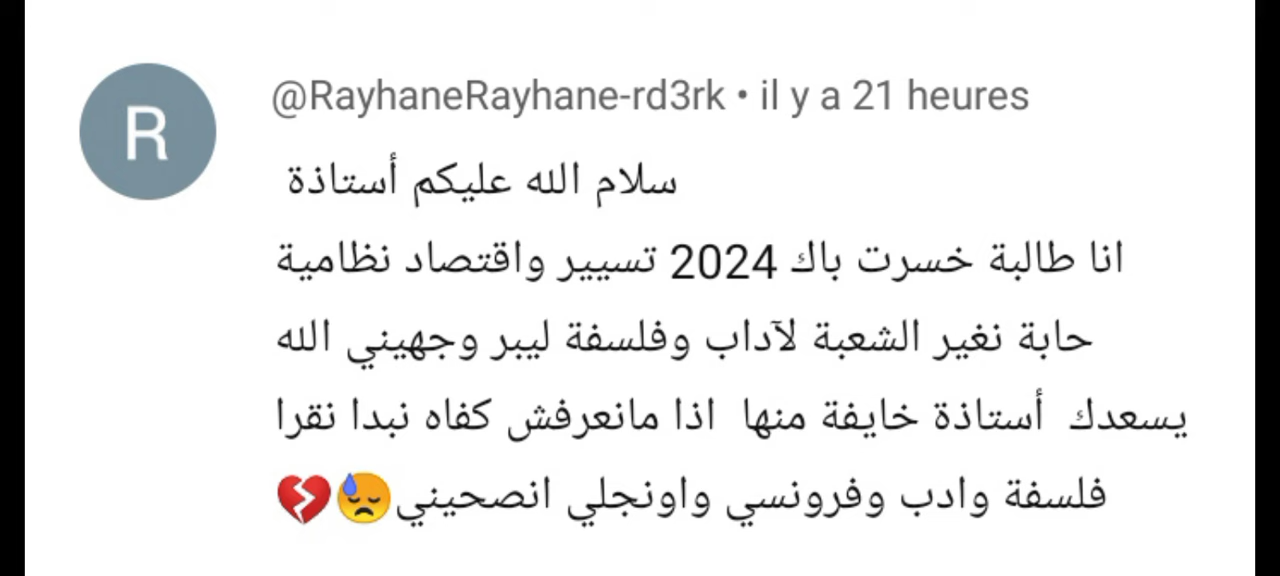 R
@RayhaneRayhane-rd3rk • il y a 21 heures
سلام الله عليكم أستاذة
انا طالبة خسرت باك 2024 تسيير واقتصاد نظامية
حابة نغير الشعبة لآداب وفلسفة ليبر وجهيني الله
يسعدك أستاذة خايفة منها اذا مانعرفش كفاه نبدا نقرا
فلسفة وادب وفرونسي واونجلي انصحيني😓💔